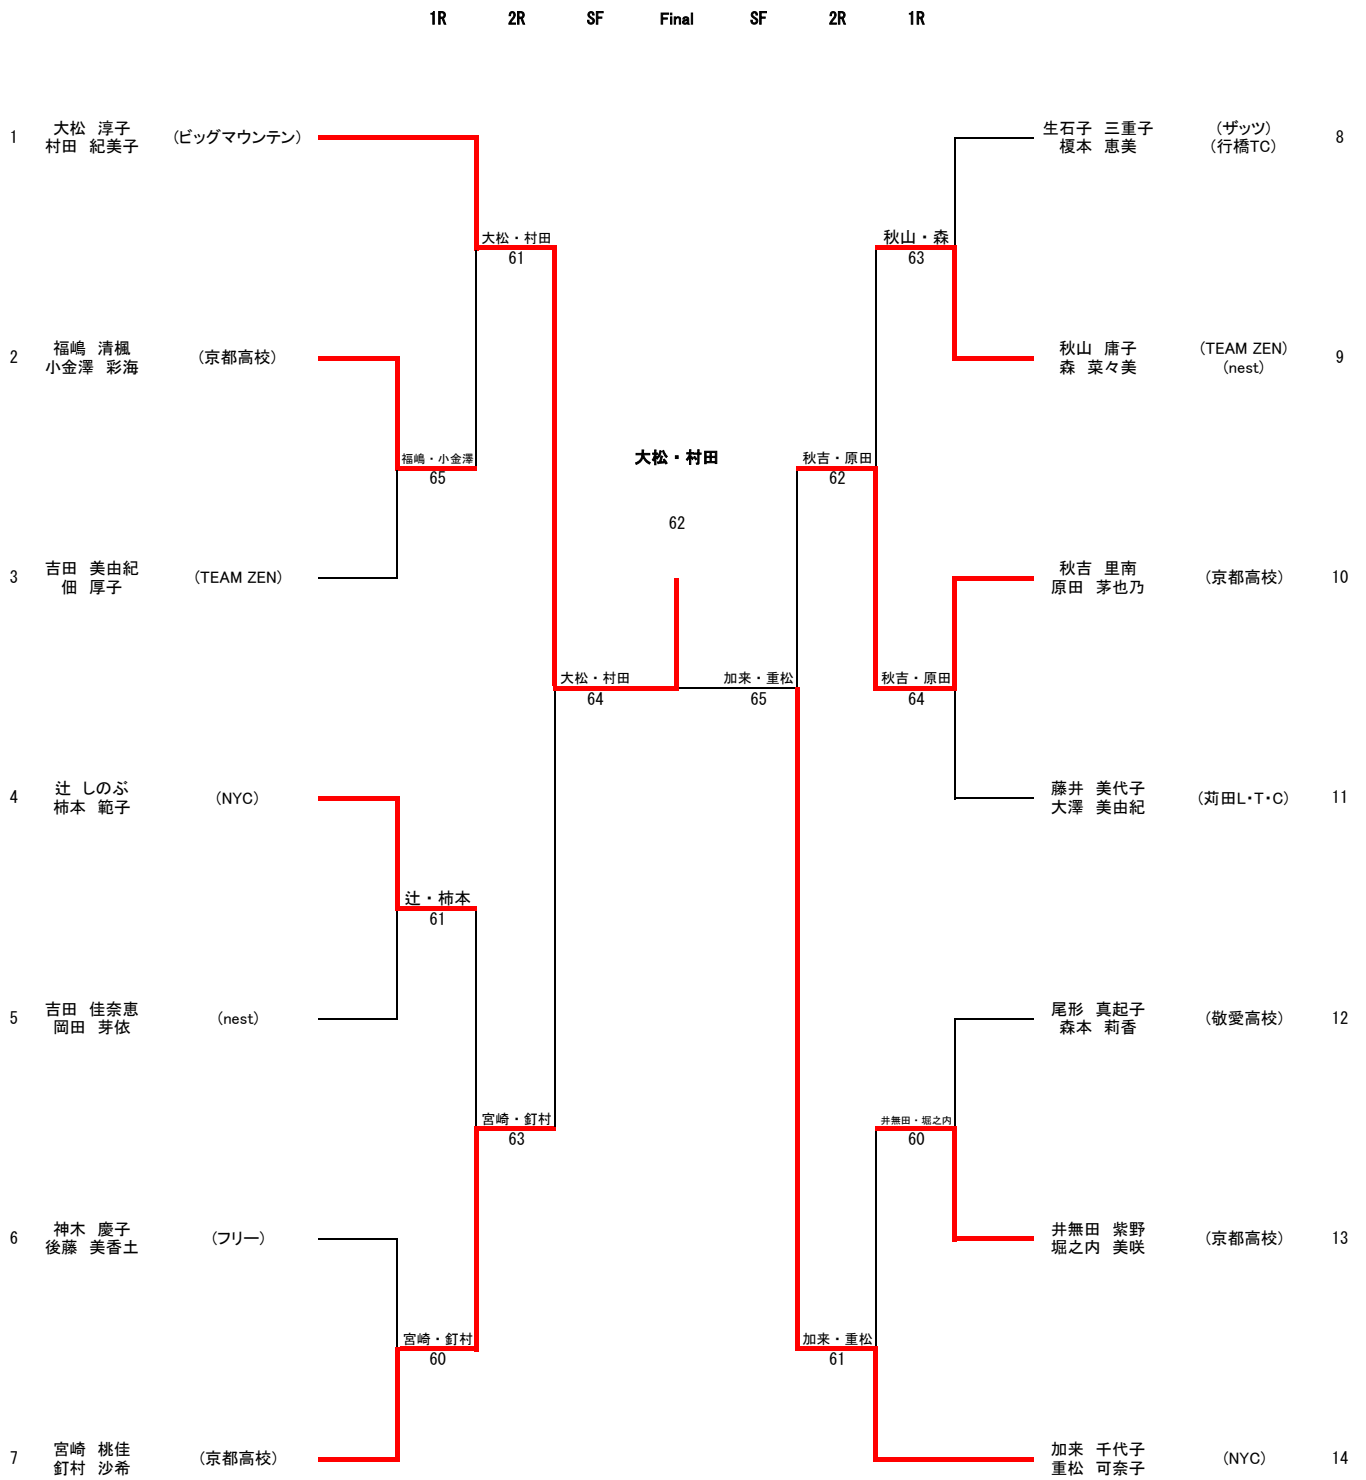 1R 2R SF Final SF 2R 1R
1 大松 淳子 (ビッグマウンテン)
村田 紀美子
生石子 三重子 (ザッツ) 8
榎本 恵美 (行橋TC)
大松・村田
61
秋山・森
63
2 福嶋 清楓 (京都高校)
小金澤 彩海
秋山 庸子 (TEAM ZEN) 9
森 菜々美 (nest)
福嶋・小金澤
65
大松・村田
秋吉・原田
62
62
3 吉田 美由紀 (TEAM ZEN)
佃 厚子
秋吉 里南 (京都高校) 10
原田 茅也乃
大松・村田
64
加来・重松
65
秋吉・原田
64
4 辻 しのぶ (NYC)
柿本 範子
藤井 美代子 (苅田L・T・C) 11
大澤 美由紀
辻・柿本
61
5 吉田 佳奈恵 (nest)
岡田 芽依
尾形 真起子 (敬愛高校) 12
森本 莉香
宮崎・釘村
63
井無田・堀之内
60
6 神木 慶子 (フリー)
後藤 美香土
井無田 紫野 (京都高校) 13
堀之内 美咲
宮崎・釘村
60
加来・重松
61
7 宮崎 桃佳 (京都高校)
釘村 沙希
加来 千代子 (NYC) 14
重松 可奈子